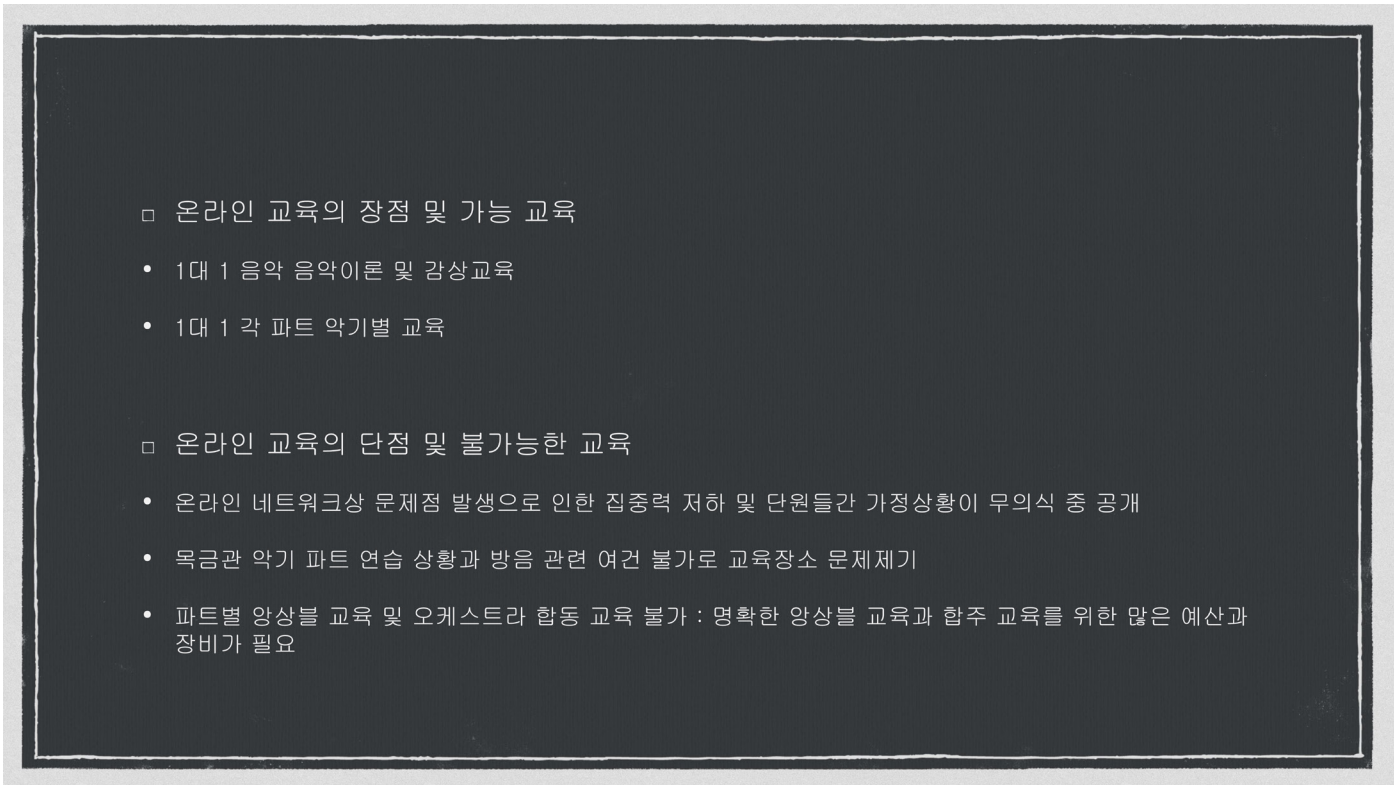 □ 온라인 교육의 장점 및 가능 교육
• 1대 1 음악 음악이론 및 감상교육
• 1대 1 각 파트 악기별 교육
□ 온라인 교육의 단점 및 불가능한 교육
• 온라인 네트워크상 문제점 발생으로 인한 집중력 저하 및 단원들간 가정상황이 무의식 중 공개
• 목금관 악기 파트 연습 상황과 방음 관련 여건 불가로 교육장소 문제제기
• 파트별 앙상블 교육 및 오케스트라 합동 교육 불가 : 명확한 앙상블 교육과 합주 교육를 위한 많은 예산과
장비가 필요